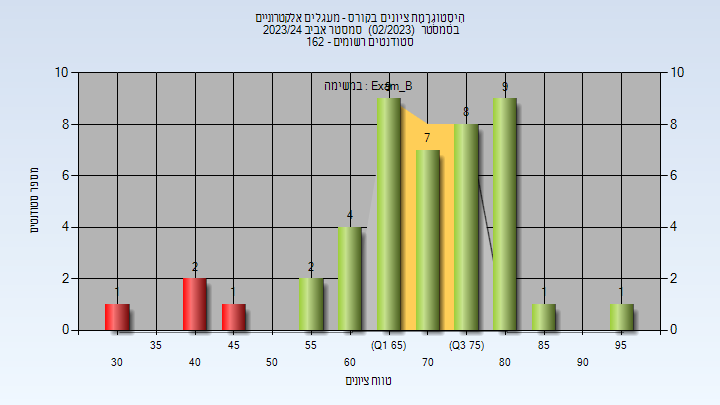 הִיסְטוֹגְרַמַת ציונים בקורס - מעגלים אלקטרוניים
בסמסטר (02/2023) סמסטר אביב 2023/24
סטודנטים רשומים - 162
במשימה : Exam_B
מספר סטודנטים
10 10
8 8
6 6
4 4
2 2
0 0
1 2 1 2 4 9 7 8 9 1 1
35 45 55 (Q1 65) (Q3 75) 85 95
30 40 50 60 70 80 90
טווח ציונים